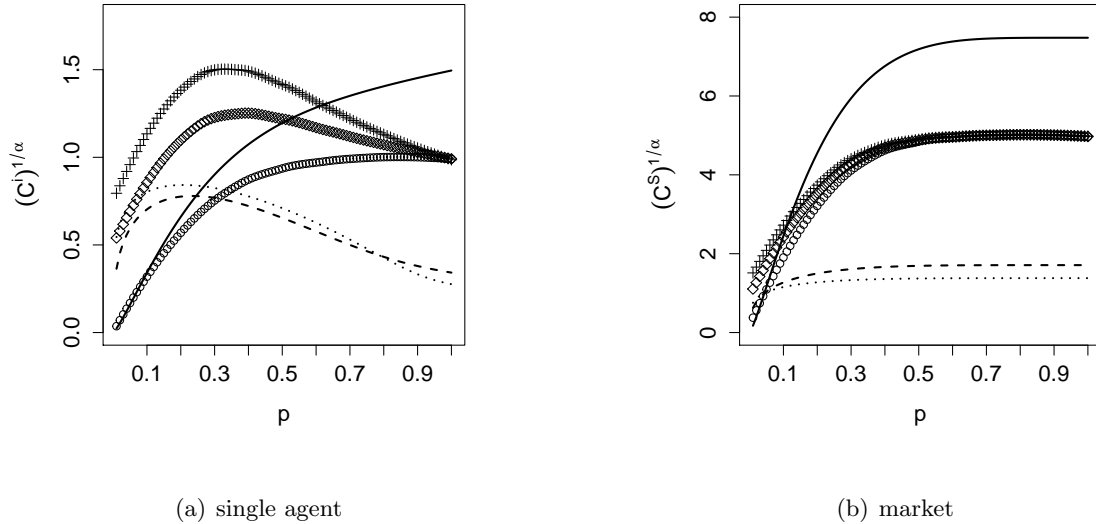 0.0 0.5 1.0 1.5
(C^i)^{1/α}
0.1 0.3 0.5 0.7 0.9
p
(a) single agent
0 2 4 6 8
(C^S)^{1/α}
0.1 0.3 0.5 0.7 0.9
p
(b) market